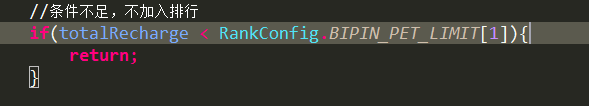 //条件不足，不加入排行
if(totalRecharge < RankConfig.BIPIN_PET_LIMIT[1]){
    return;
}